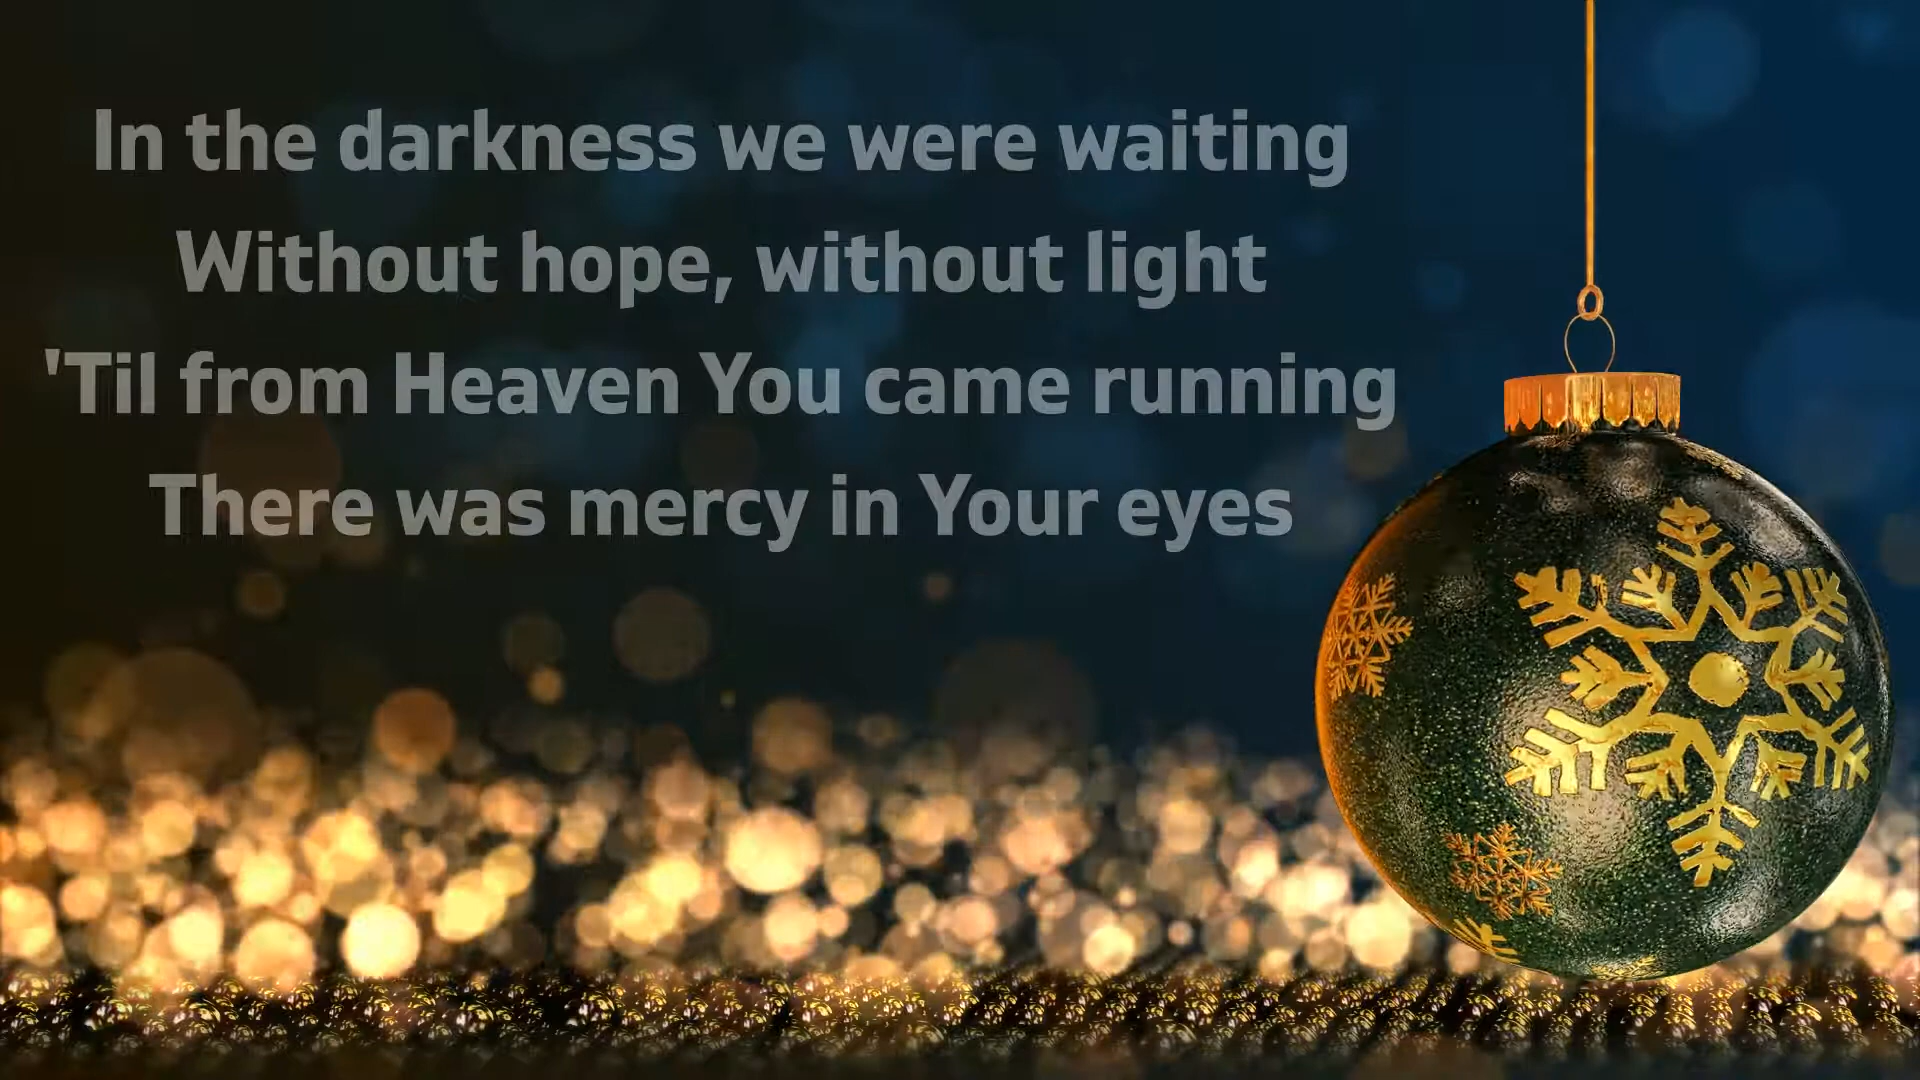 In the darkness we were waiting
Without hope, without light
'Til from Heaven You came running
There was mercy in Your eyes